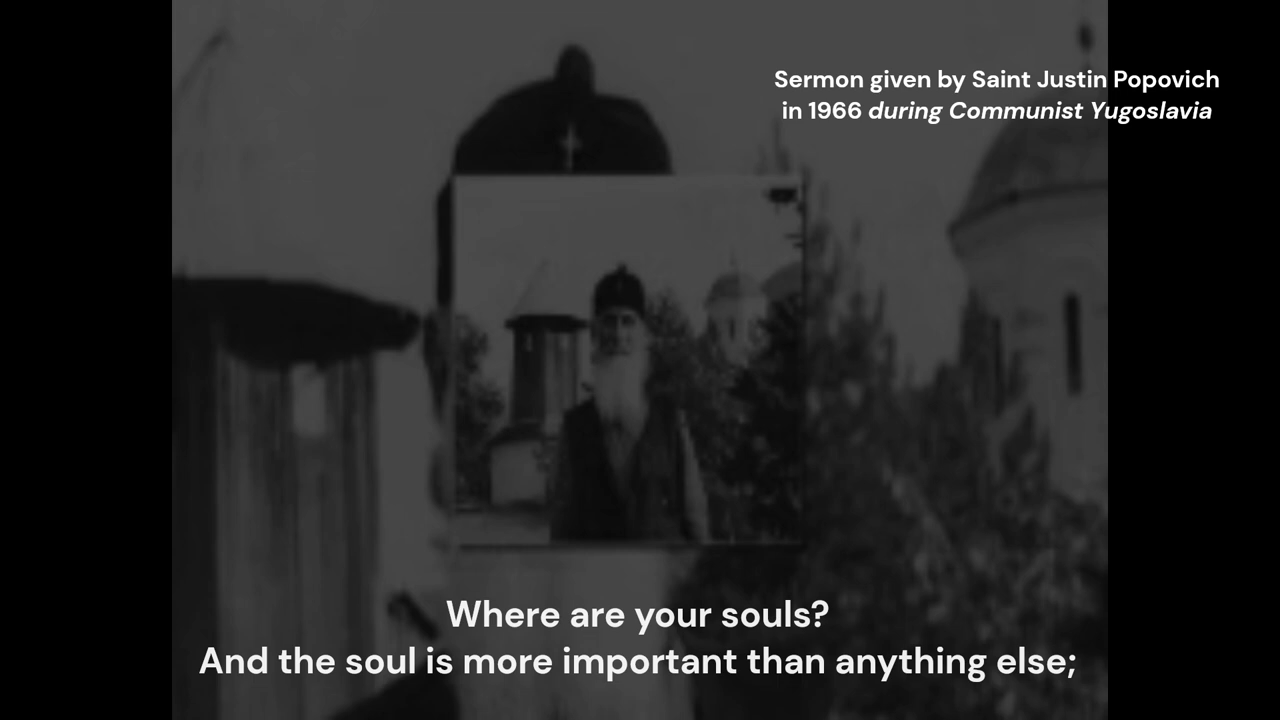 Sermon given by Saint Justin Popovich
in 1966 during Communist Yugoslavia
Where are your souls?
And the soul is more important than anything else;